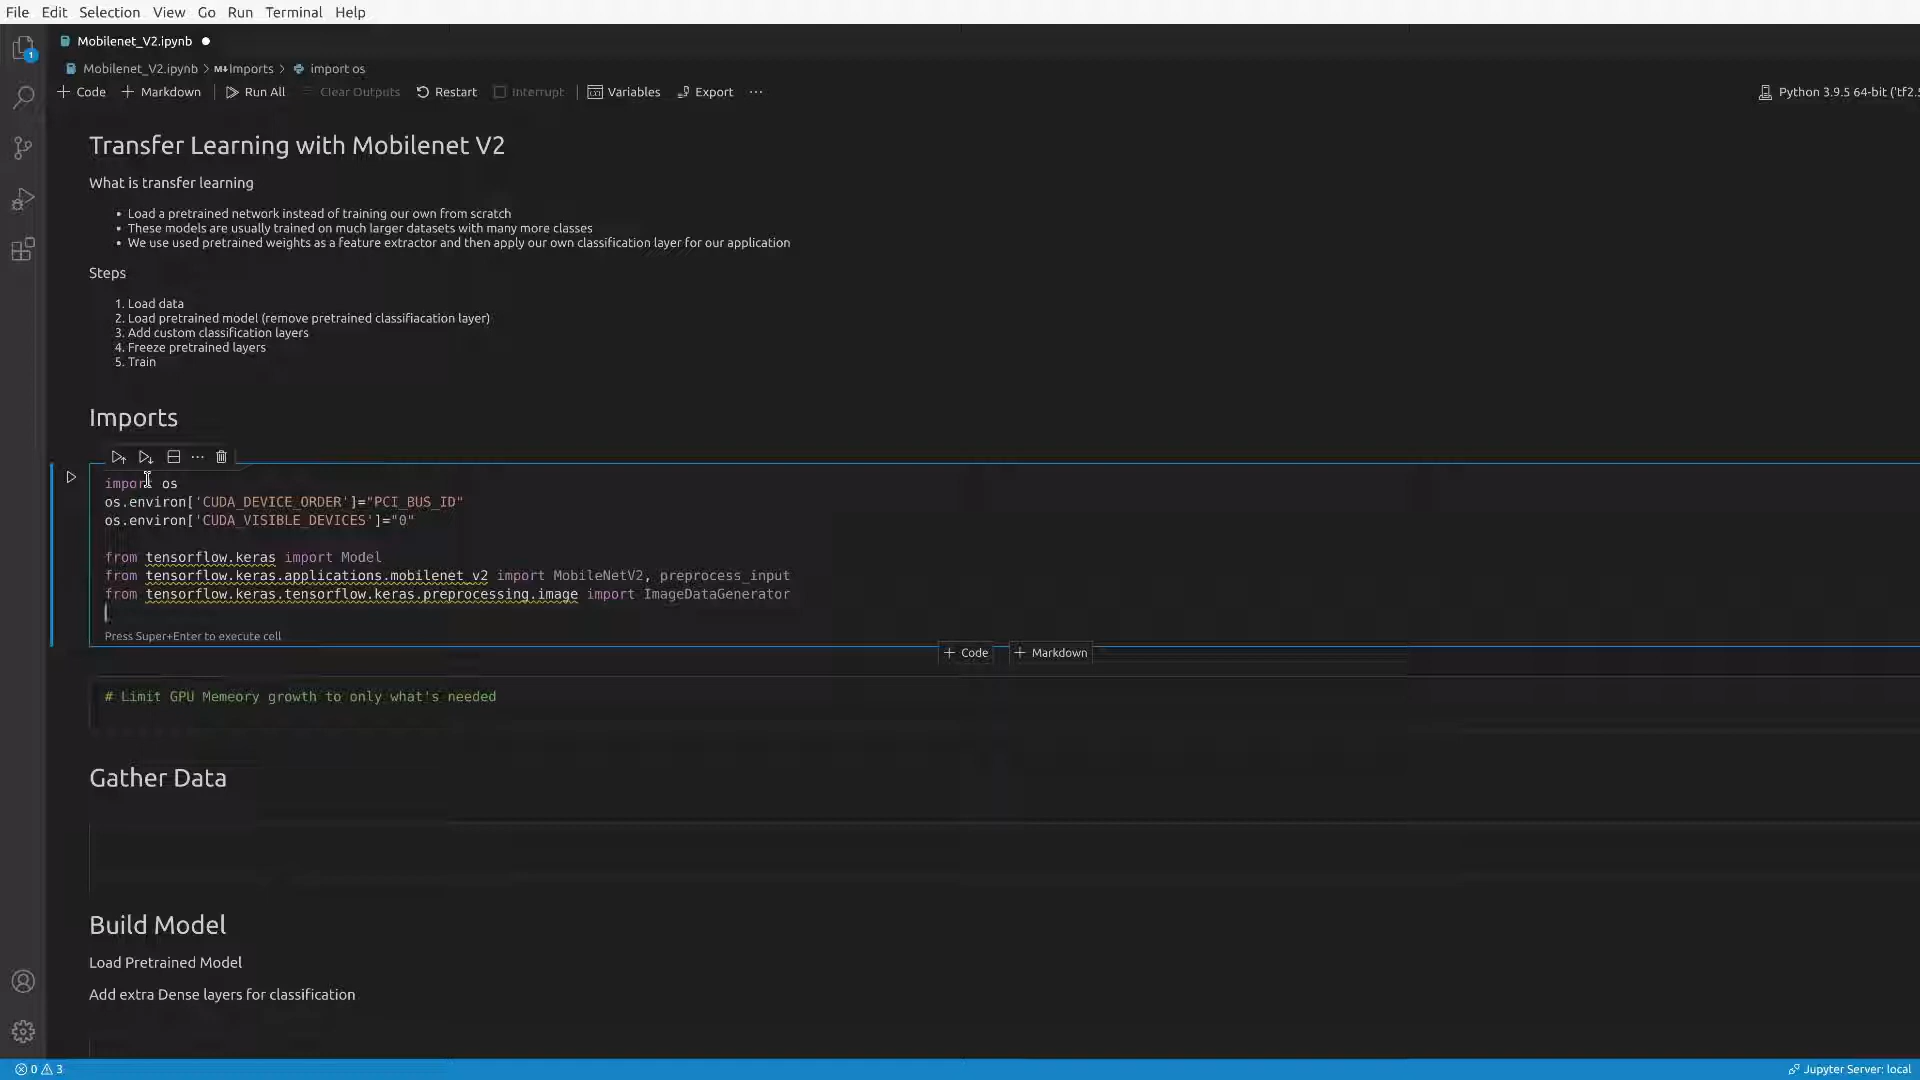 File Edit Selection View Go Run Terminal Help
1
Mobilenet_V2.ipynb
Mobilenet_V2.ipynb > M↓Imports > import os
Code Markdown Run All Clear Outputs Restart Interrupt Variables Export ··· Python 3.9.5 64-bit ('tf2.5
Transfer Learning with Mobilenet V2
What is transfer learning
• Load a pretrained network instead of training our own from scratch
• These models are usually trained on much larger datasets with many more classes
• We use used pretrained weights as a feature extractor and then apply our own classification layer for our application
Steps
1. Load data
2. Load pretrained model (remove pretrained classifiacation layer)
3. Add custom classification layers
4. Freeze pretrained layers
5. Train
Imports
import os
os.environ['CUDA_DEVICE_ORDER']="PCI_BUS_ID"
os.environ['CUDA_VISIBLE_DEVICES']="0"
from tensorflow.keras import Model
from tensorflow.keras.applications.mobilenet_v2 import MobileNetV2, preprocess_input
from tensorflow.keras.tensorflow.keras.preprocessing.image import ImageDataGenerator
Press Super+Enter to execute cell
+ Code + Markdown
# Limit GPU Memeory growth to only what's needed
Gather Data
Build Model
Load Pretrained Model
Add extra Dense layers for classification
0 3 Jupyter Server: local